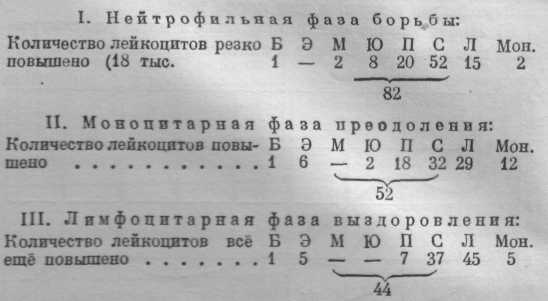 I. Нейтрофильная фаза борьбы:
Количество лейкоцитов резко Б Э М Ю П С Л Мон.
повышено (18 тыс. 1 — 2 8 20 52 15 2
82
II. Моноцитарная фаза преодоления:
Количество лейкоцитов повы- Б Э М Ю П С Л Мон.
шено . . . . . . . . . . 1 6 — 2 18 32 29 12
52
III. Лимфоцитарная фаза выздоровления:
Количество лейкоцитов всё Б Э М Ю П С Л Мон.
ещё повышено . . . . . . . 1 5 — — 7 37 45 5
44